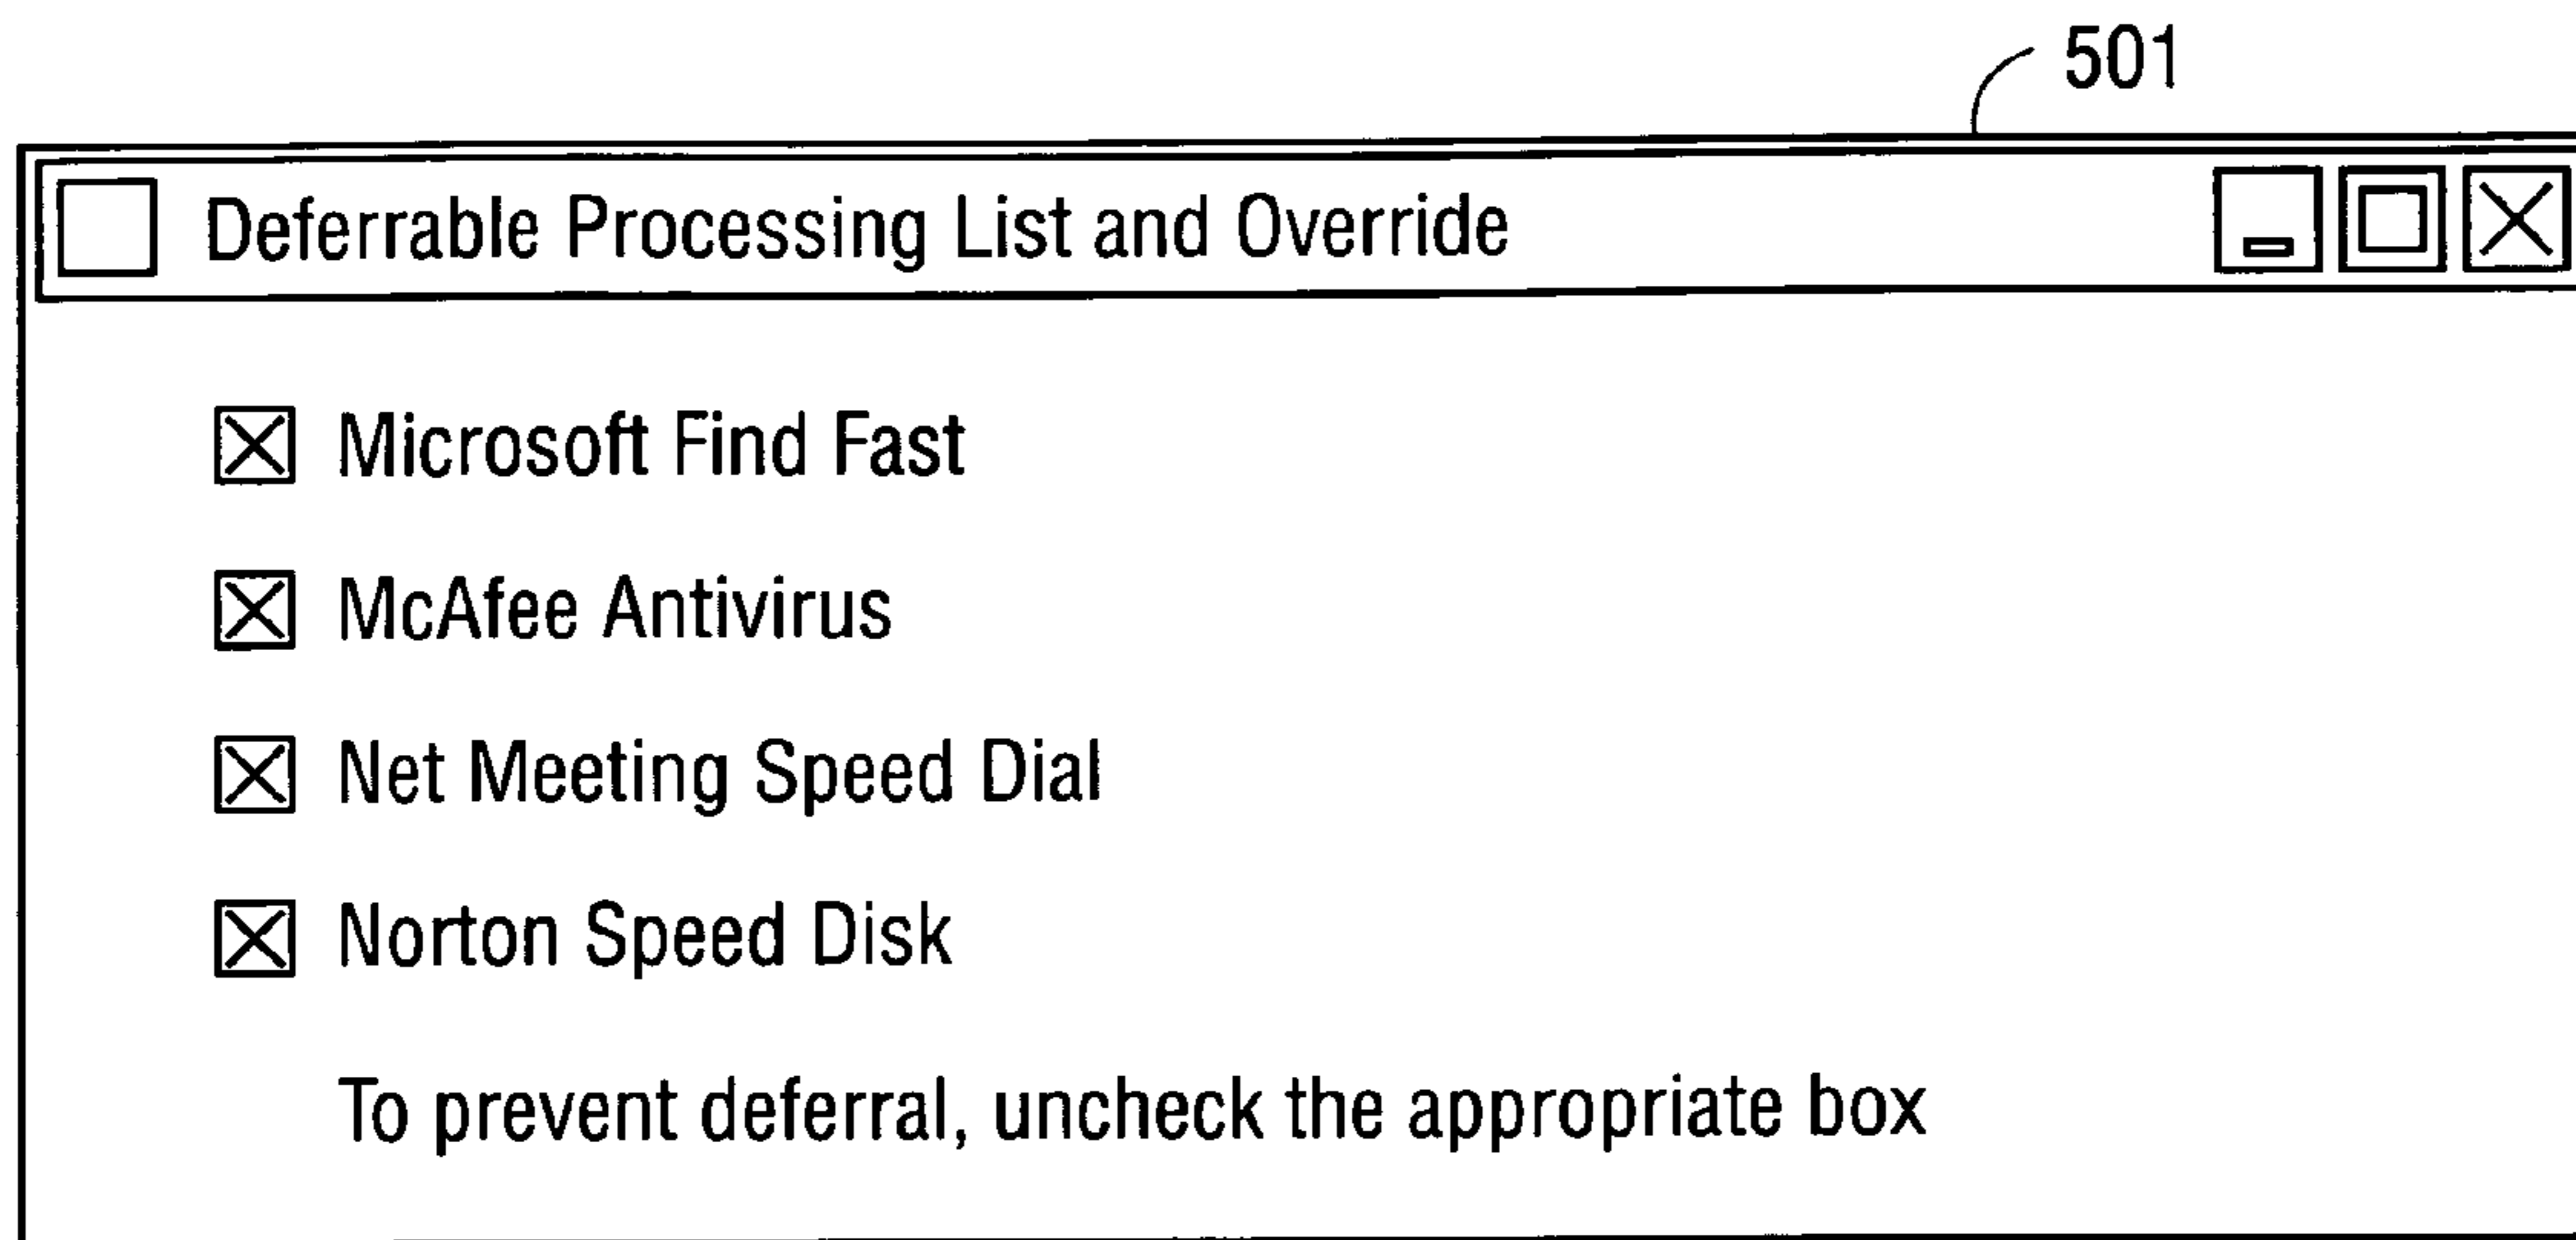 501
Deferrable Processing List and Override
Microsoft Find Fast
McAfee Antivirus
Net Meeting Speed Dial
Norton Speed Disk
To prevent deferral, uncheck the appropriate box